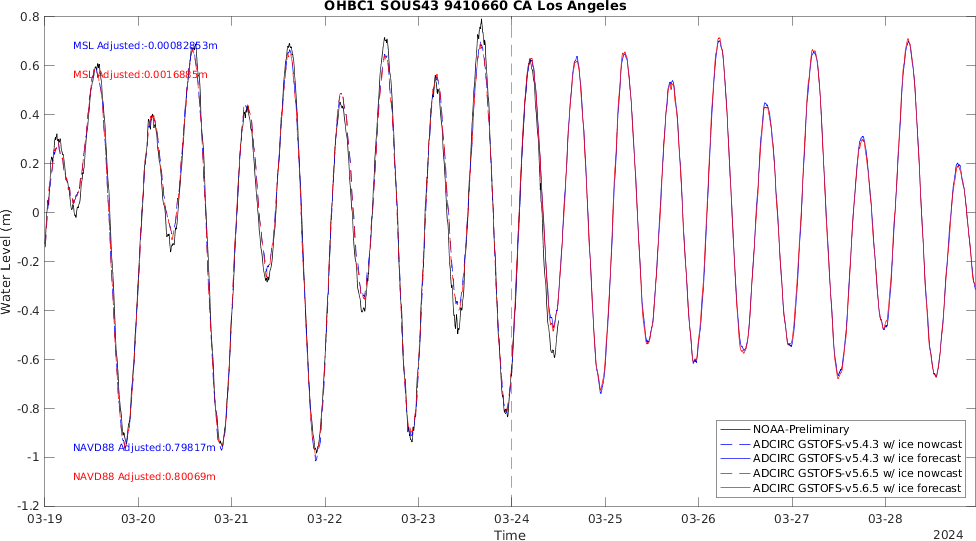 OHBC1 SOUS43 9410660 CA Los Angeles
0.8
0.6
0.4
0.2
0
-0.2
-0.4
-0.6
-0.8
-1
-1.2
Water Level (m)
MSL Adjusted:-0.00082853m
MSL Adjusted:0.0016885m
NAVD88 Adjusted:0.79817m
NAVD88 Adjusted:0.80069m
NOAA-Preliminary
ADCIRC GSTOFS-v5.4.3 w/ ice nowcast
ADCIRC GSTOFS-v5.4.3 w/ ice forecast
ADCIRC GSTOFS-v5.6.5 w/ ice nowcast
ADCIRC GSTOFS-v5.6.5 w/ ice forecast
03-19 03-20 03-21 03-22 03-23 03-24 03-25 03-26 03-27 03-28
Time
2024